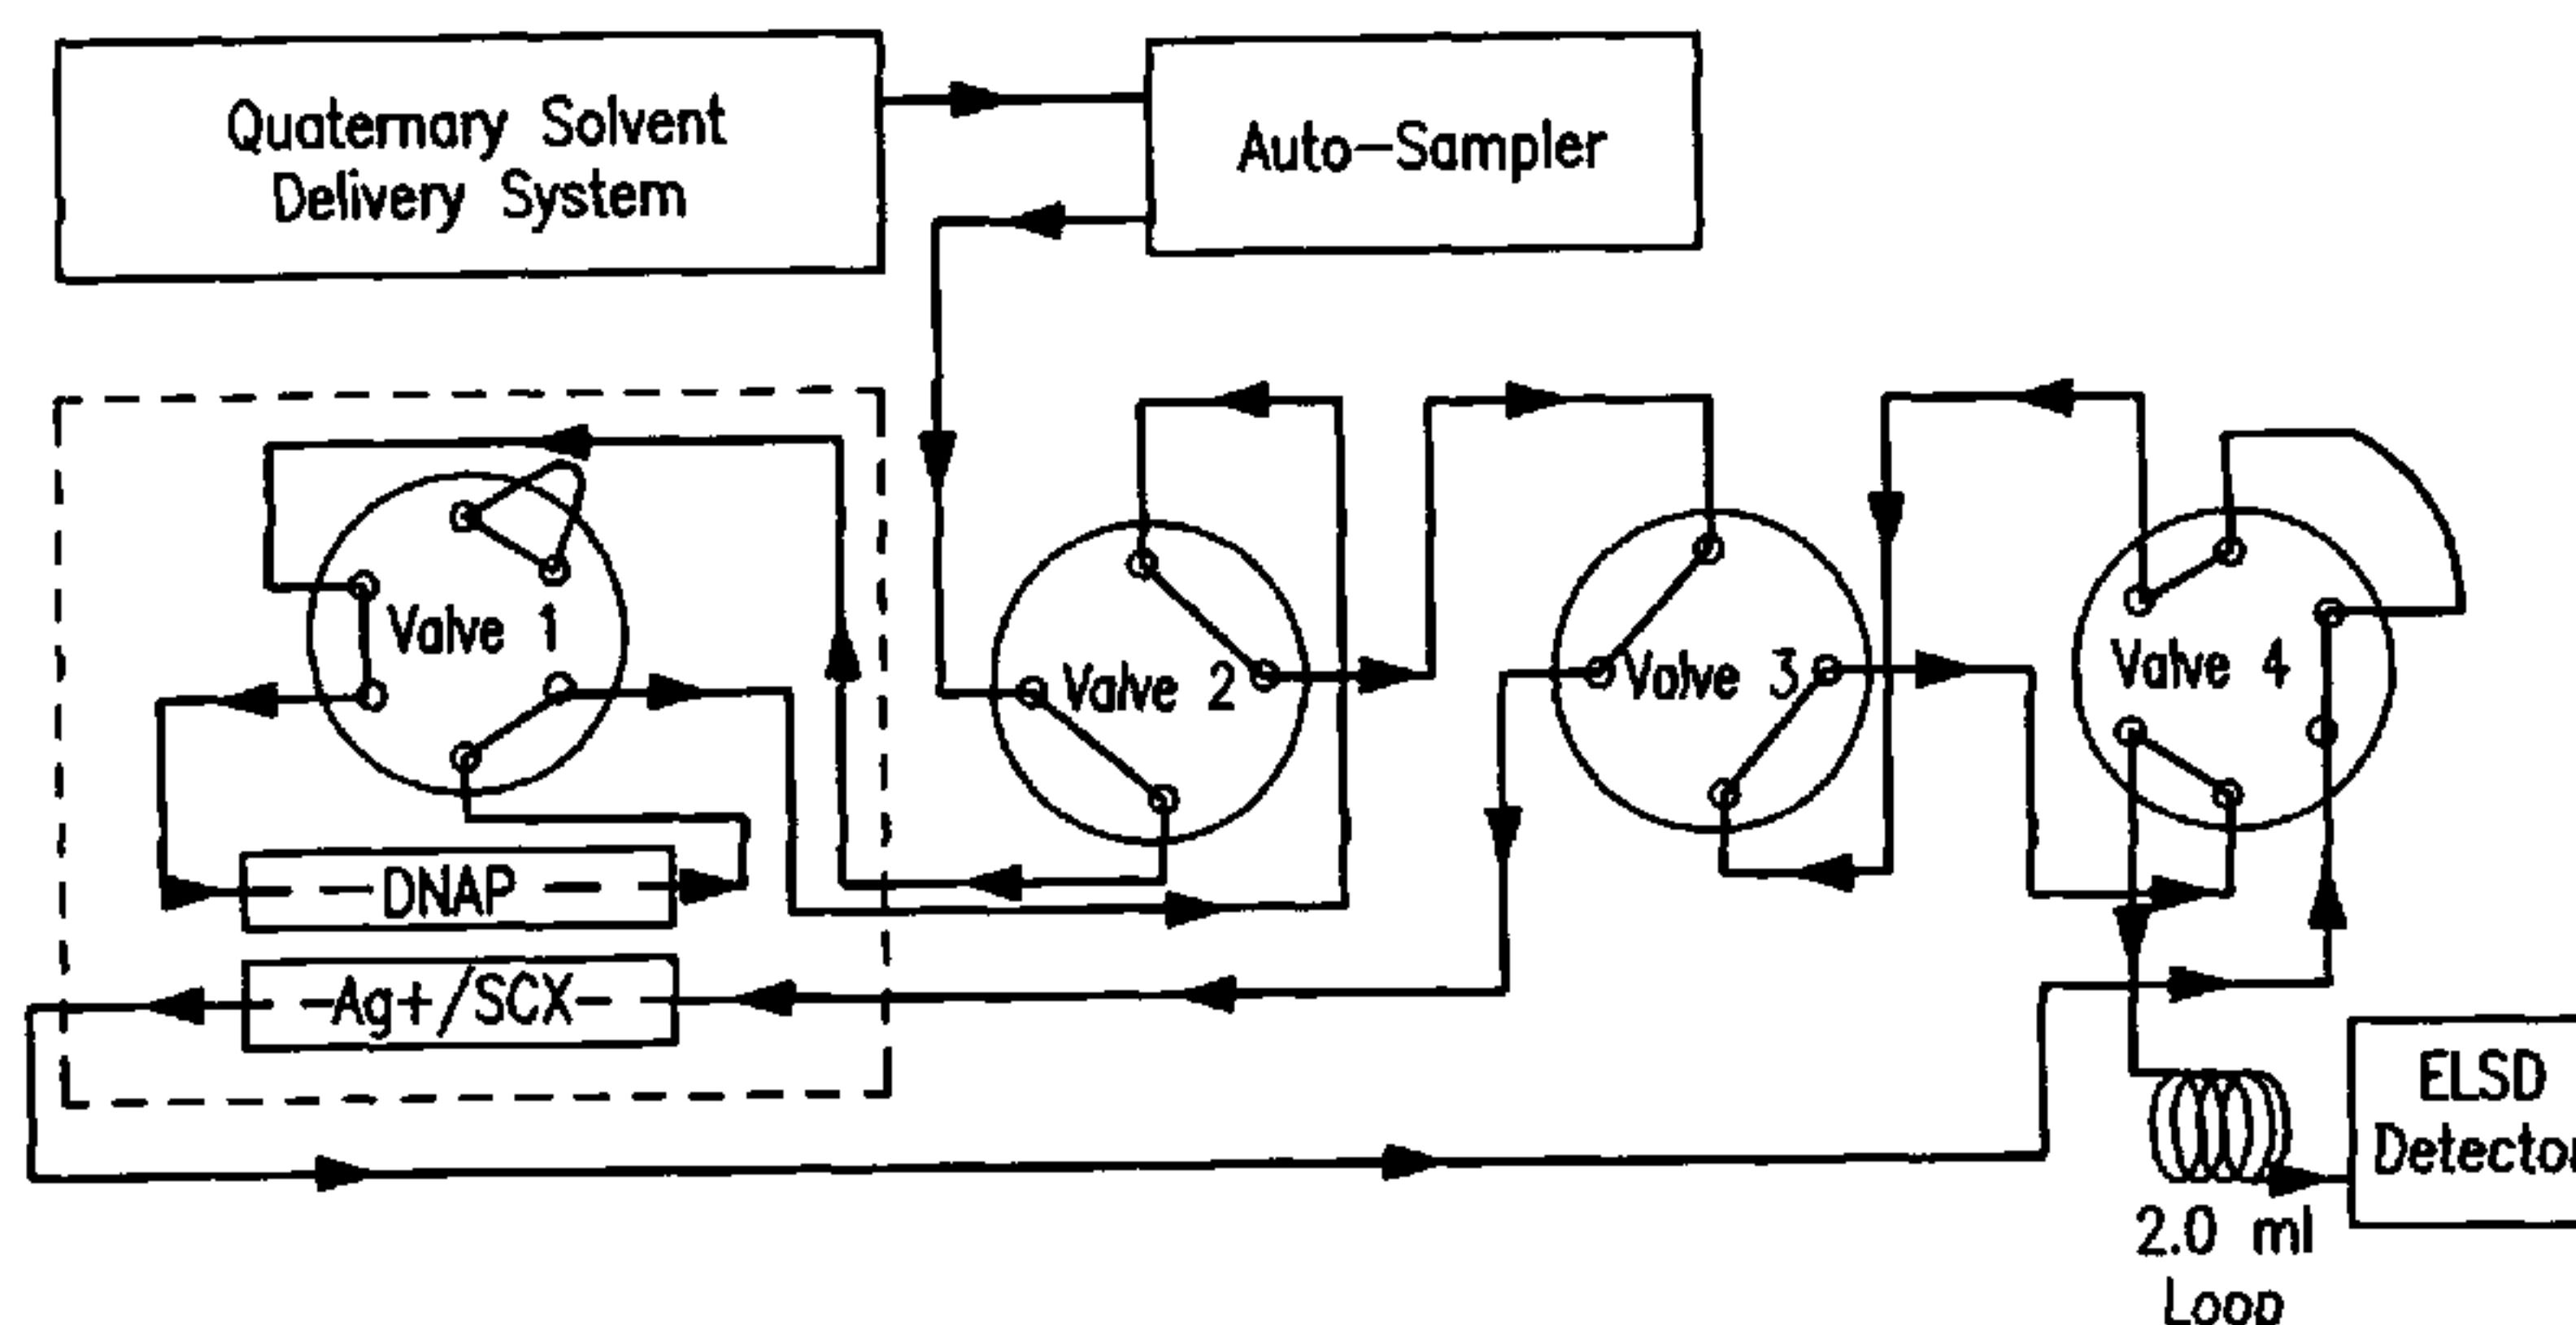 Quaternary Solvent
Delivery System
Auto-Sampler
Valve 1
Valve 2
Valve 3
Valve 4
DNAP
Ag+/SCX
ELSD
Detector
2.0 ml
Loop